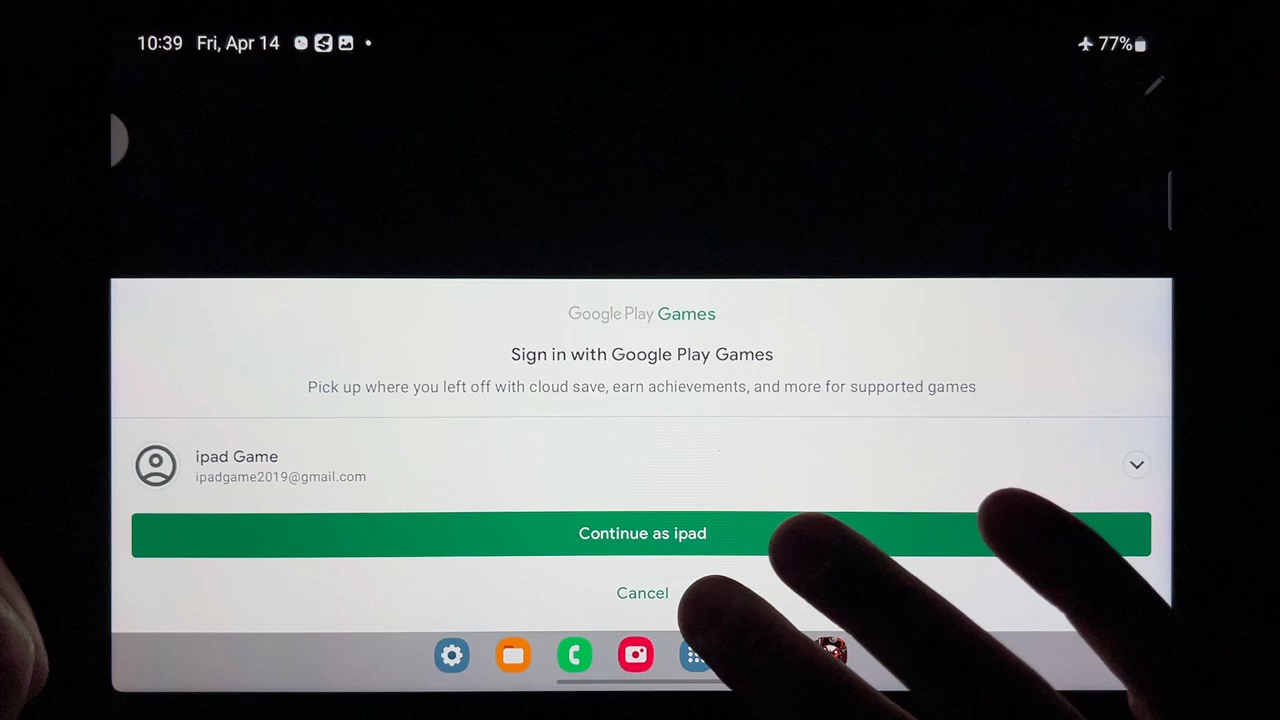 10:39 Fri, Apr 14
77%
Google Play Games
Sign in with Google Play Games
Pick up where you left off with cloud save, earn achievements, and more for supported games
ipad Game
ipadgame2019@gmail.com
Continue as ipad
Cancel